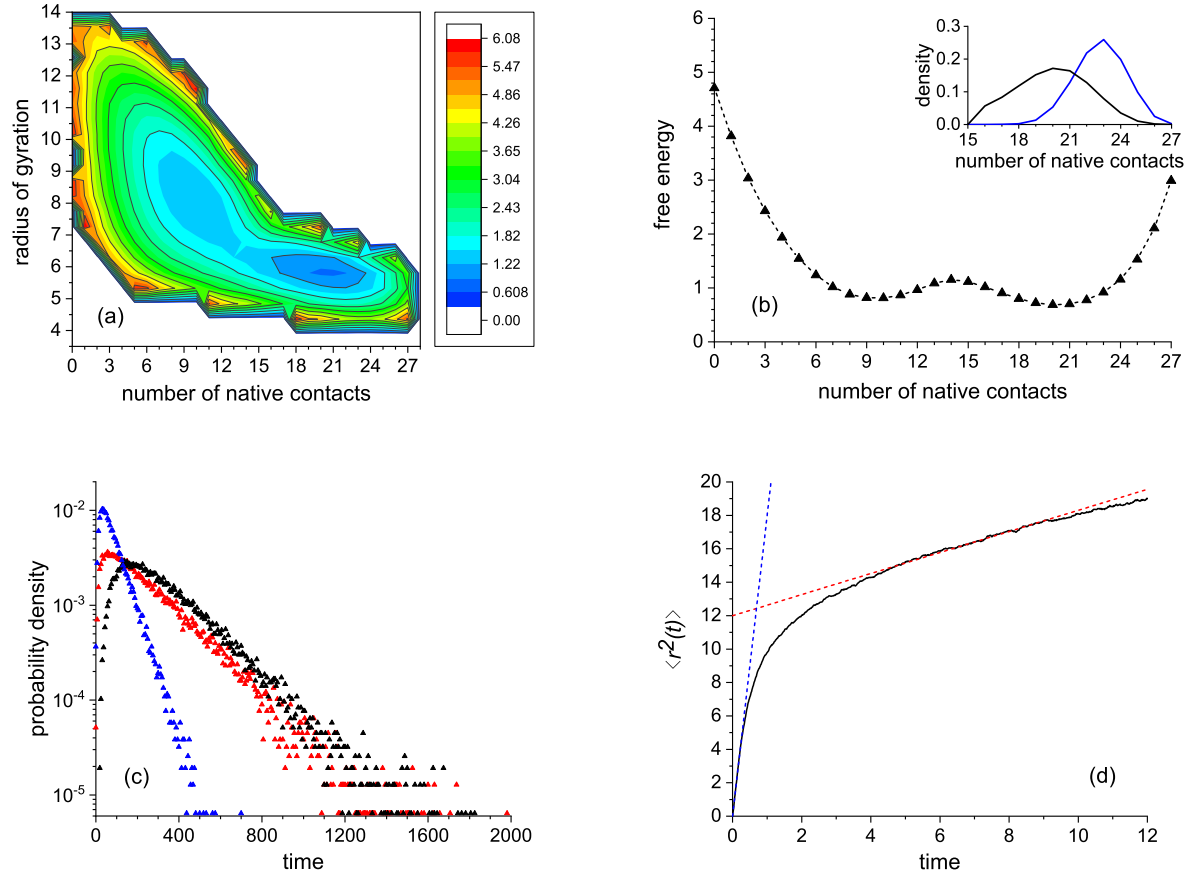 14
13
12
11
10
9
8
7
6
5
4
radius of gyration
(a)
0 3 6 9 12 15 18 21 24 27
number of native contacts
6.08
5.47
4.86
4.26
3.65
3.04
2.43
1.82
1.22
0.608
0.00
6
5
4
3
2
1
0
free energy
(b)
0 3 6 9 12 15 18 21 24 27
number of native contacts
0.3
0.2
0.1
0.0
density
15 18 21 24 27
number of native contacts
10-2
10-3
10-4
10-5
probability density
(c)
0 400 800 1200 1600 2000
time
20
18
16
14
12
10
8
6
4
2
0
⟨r2(t)⟩
(d)
0 2 4 6 8 10 12
time